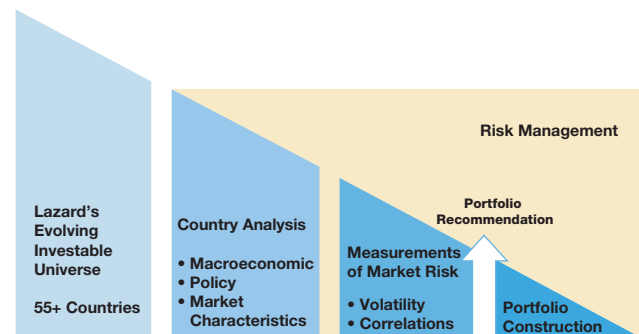 Risk Management
Lazard's
Evolving
Investable
Universe
55+ Countries
Country Analysis
• Macroeconomic
• Policy
• Market
Characteristics
Portfolio
Recommendation
Measurements
of Market Risk
• Volatility
• Correlations
Portfolio
Construction